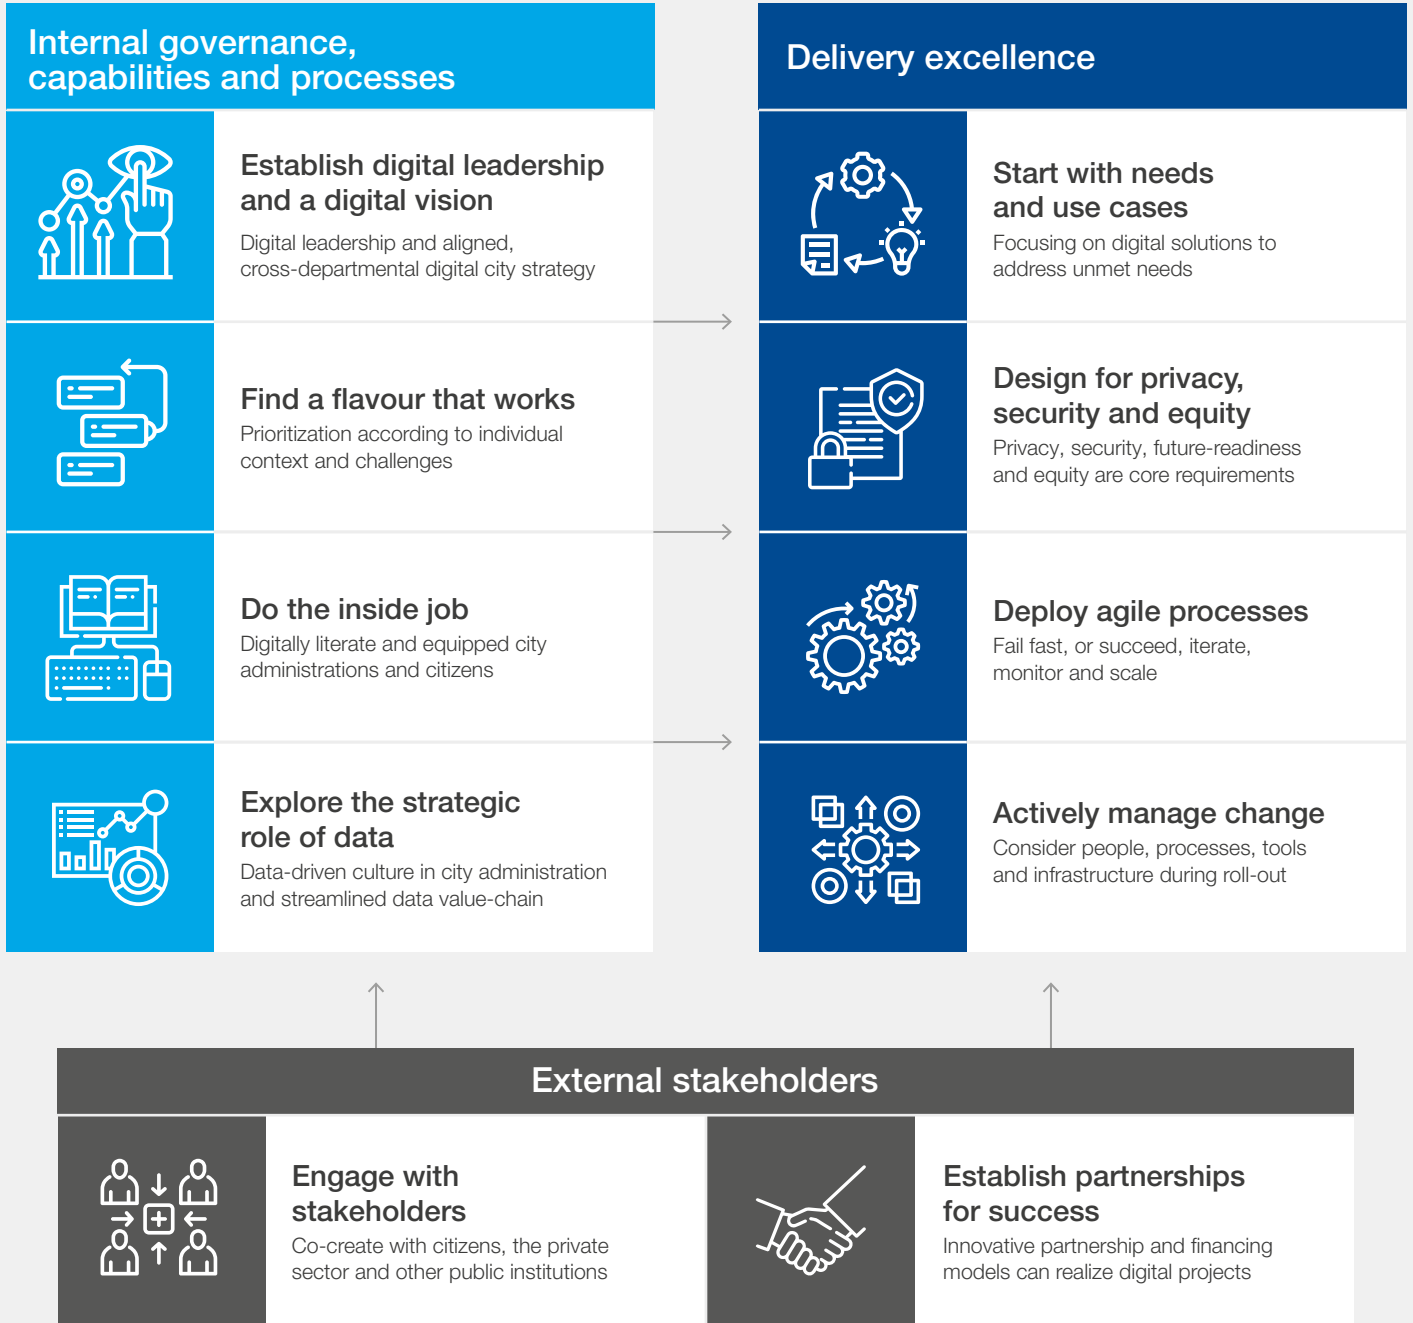 Internal governance,
capabilities and processes
Establish digital leadership
and a digital vision
Digital leadership and aligned,
cross-departmental digital city strategy
Find a flavour that works
Prioritization according to individual
context and challenges
Do the inside job
Digitally literate and equipped city
administrations and citizens
Explore the strategic
role of data
Data-driven culture in city administration
and streamlined data value-chain
Delivery excellence
Start with needs
and use cases
Focusing on digital solutions to
address unmet needs
Design for privacy,
security and equity
Privacy, security, future-readiness
and equity are core requirements
Deploy agile processes
Fail fast, or succeed, iterate,
monitor and scale
Actively manage change
Consider people, processes, tools
and infrastructure during roll-out
External stakeholders
Engage with
stakeholders
Co-create with citizens, the private
sector and other public institutions
Establish partnerships
for success
Innovative partnership and financing
models can realize digital projects